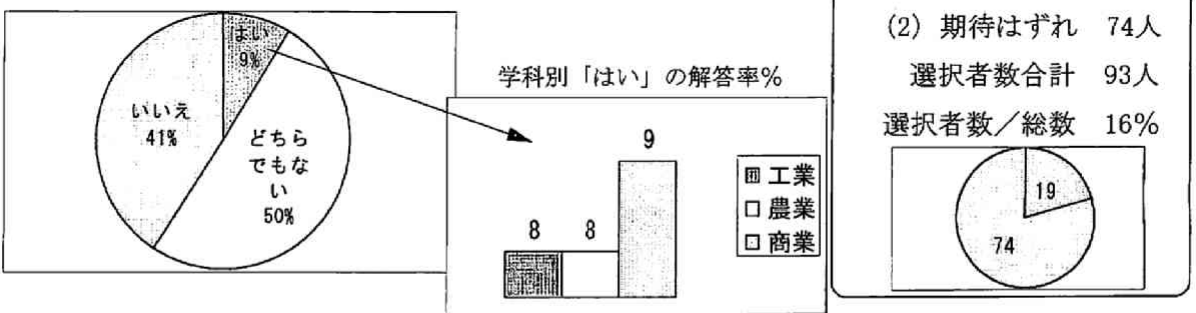 はい
9%
いいえ
41%
どちら
でもな
い
50%
学科別「はい」の解答率%
8
8
9
工業
農業
商業
(2) 期待はずれ 74人
選択者数合計 93人
選択者数／総数 16%
19
74